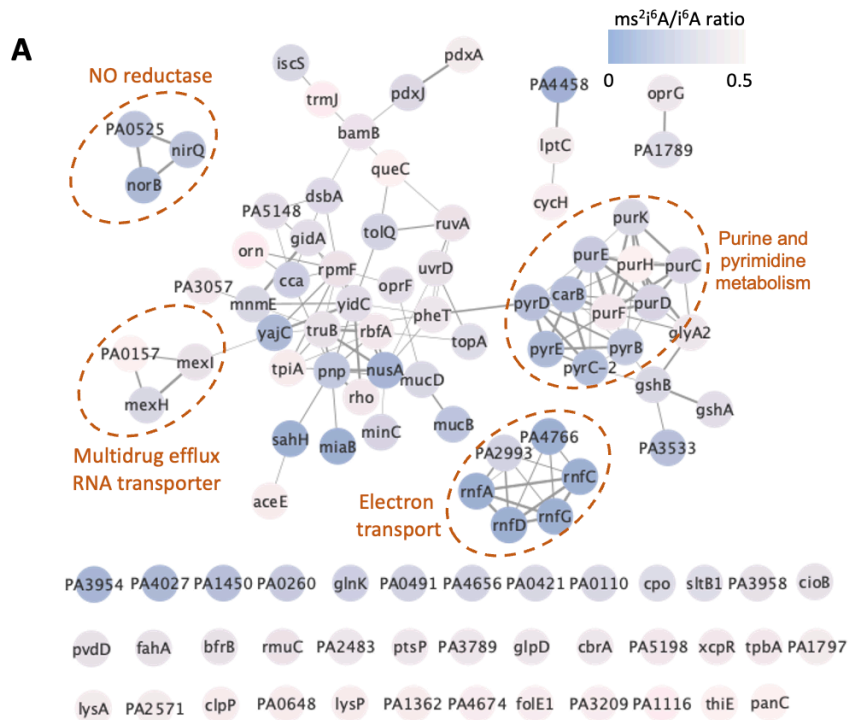 A
ms²i⁶A/i⁶A ratio
0 0.5
NO reductase
PA0525
nirQ
norB
iscS
trmJ
pdxJ
pdxA
bamB
queC
PA4458
lptC
cycH
oprG
PA1789
dsbA
PA5148
gidA
tolQ
ruvA
orn
rpmF
uvrD
cca
oprF
PA3057
mnmE
yidC
pheT
yajC
truB
rbfA
topA
tpiA
pnp
nusA
mucD
rho
sahH
miaB
minC
mucB
aceE
PA0157
mexI
mexH
Multidrug efflux
RNA transporter
Purine and
pyrimidine
metabolism
purK
purE
purH
purC
pyrD
carB
purD
purF
glyA2
pyrE
pyrB
pyrC-2
gshB
gshA
PA3533
Electron
transport
PA4766
PA2993
rnfC
rnfA
rnfG
rnfD
PA3954 PA4027 PA1450 PA0260 glnK PA0491 PA4656 PA0421 PA0110 cpo sltB1 PA3958 cioB
pvdD fahA bfrB rmuC PA2483 ptsP PA3789 glpD cbrA PA5198 xcpR tpbA PA1797
lysA PA2571 clpP PA0648 lysP PA1362 PA4674 folE1 PA3209 PA1116 thiE panC